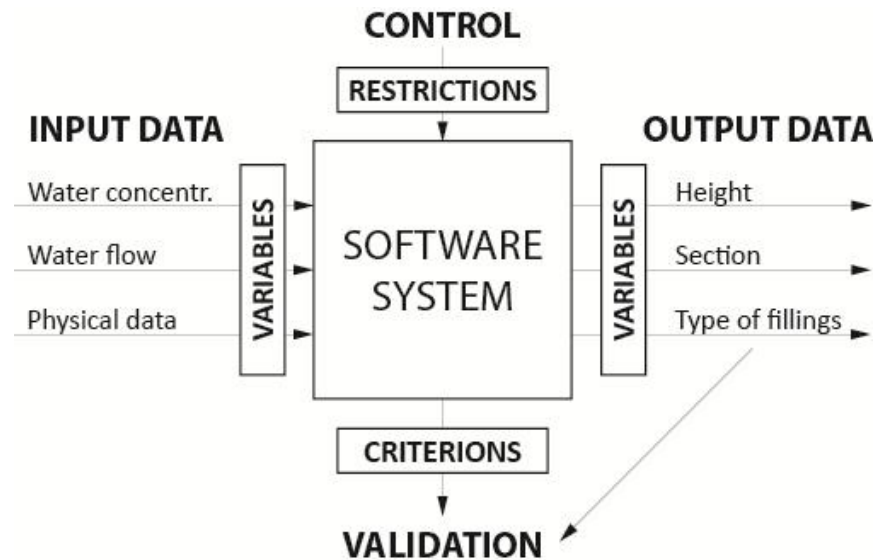 CONTROL
RESTRICTIONS
INPUT DATA
OUTPUT DATA
Water concentr.
Water flow
Physical data
VARIABLES
SOFTWARE
SYSTEM
VARIABLES
Height
Section
Type of fillings
CRITERIONS
VALIDATION